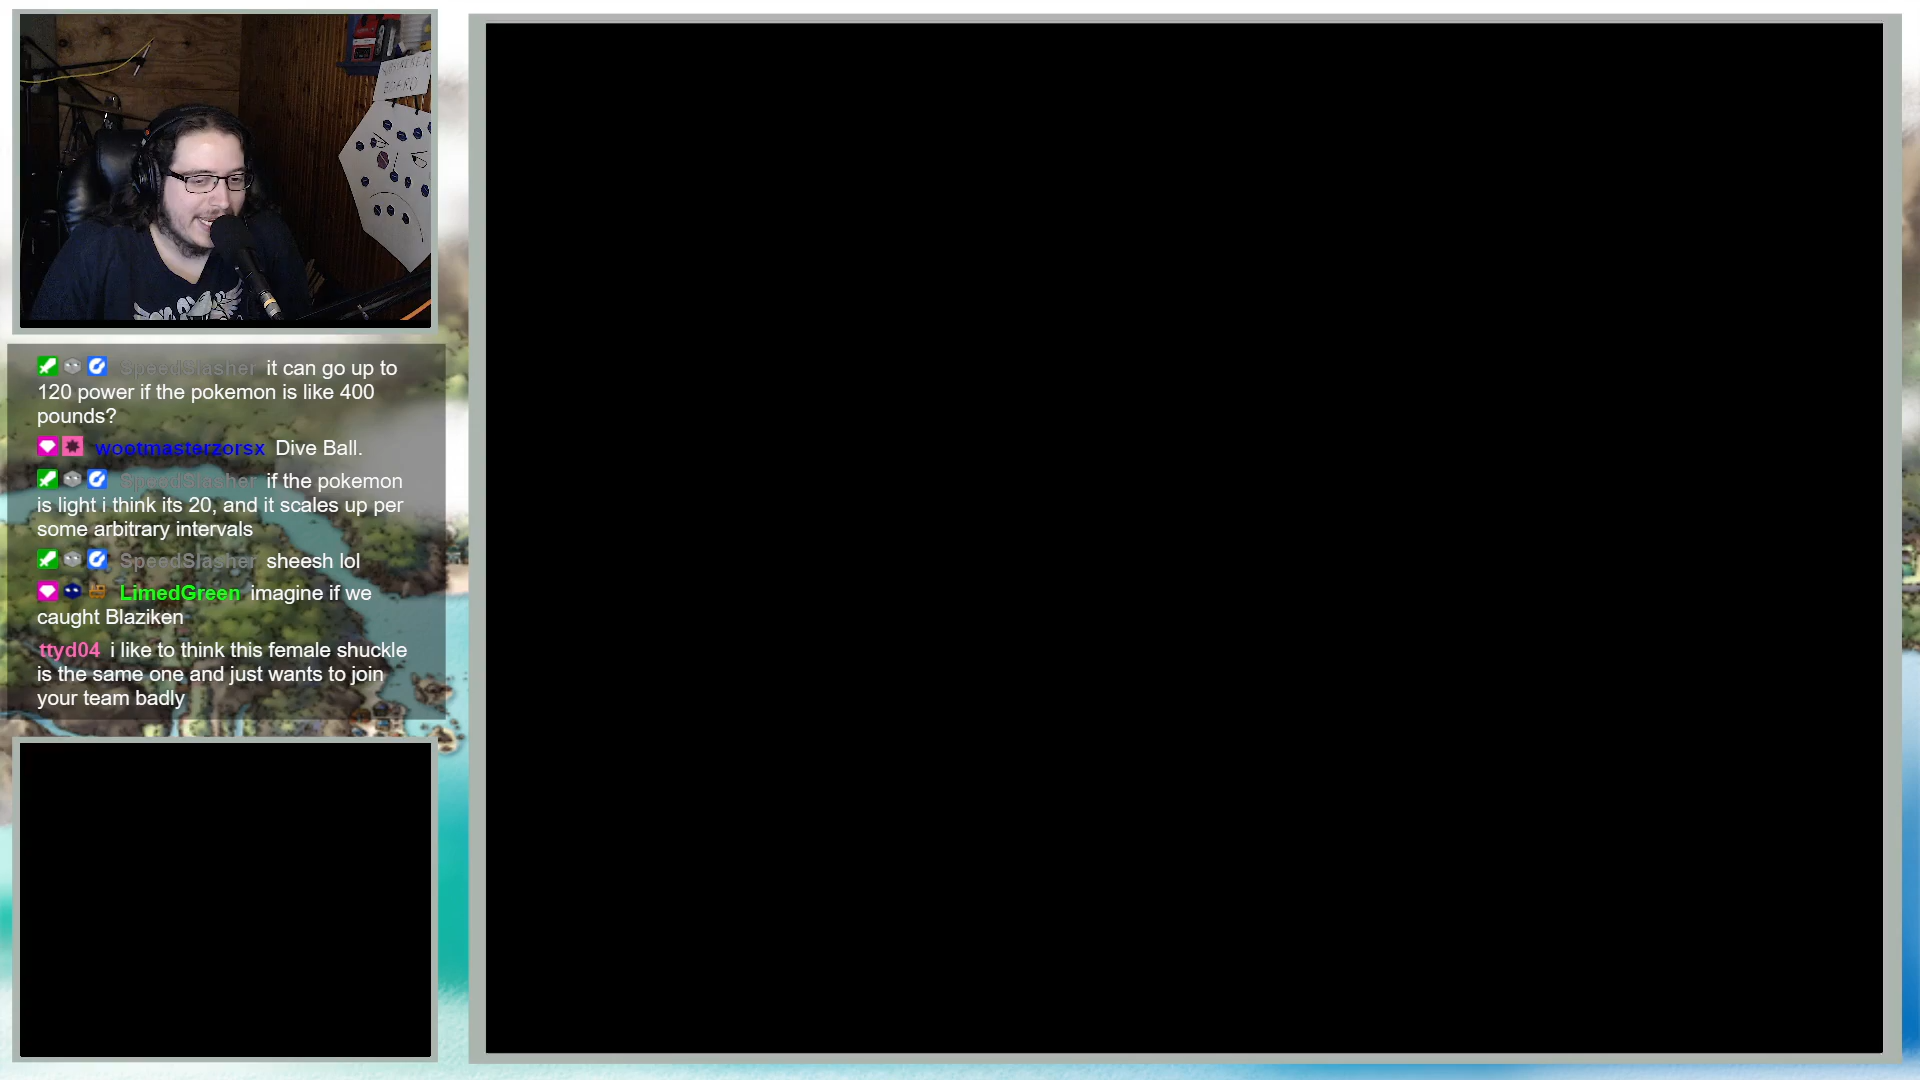 BOARD
SpeedSlasher it can go up to
120 power if the pokemon is like 400
pounds?
wootmasterzorsx Dive Ball.
SpeedSlasher if the pokemon
is light i think its 20, and it scales up per
some arbitrary intervals
SpeedSlasher sheesh lol
LimedGreen imagine if we
caught Blaziken
ttyd04 i like to think this female shuckle
is the same one and just wants to join
your team badly